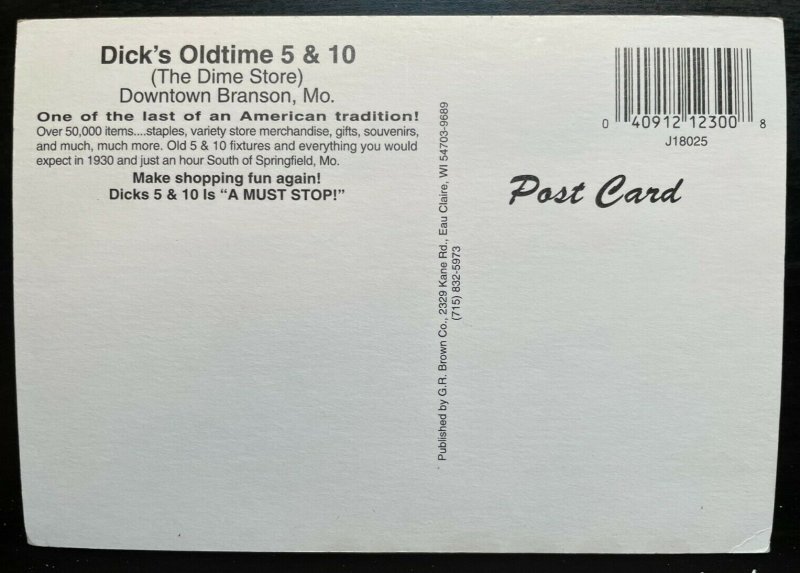 Dick's Oldtime 5 & 10
(The Dime Store)
Downtown Branson, Mo.
One of the last of an American tradition!
Over 50,000 items....staples, variety store merchandise, gifts, souvenirs,
and much, much more. Old 5 & 10 fixtures and everything you would
expect in 1930 and just an hour South of Springfield, Mo.
Make shopping fun again!
Dicks 5 & 10 Is "A MUST STOP!"
Published by G.R. Brown Co., 2329 Kane Rd., Eau Claire, WI 54703-9689
(715) 832-5973
0 40912 12300 8
J18025
Post Card